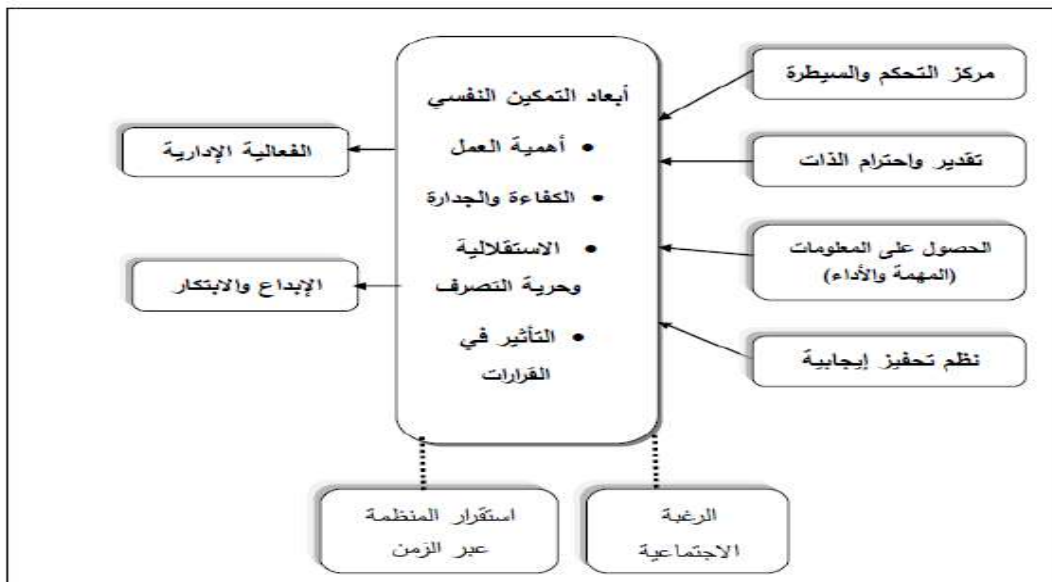 مركز التحكم والسيطرة
تقدير واحترام الذات
الحصول على المعلومات
(المهمة والأداء)
نظم تحفيز إيجابية
أبعاد التمكين النفسي
• أهمية العمل
• الكفاءة والجدارة
• الاستقلالية
وحرية التصرف
• التأثير في
القرارات
الفعالية الإدارية
الإبداع والابتكار
الرغبة
الاجتماعية
استقرار المنظمة
عبر الزمن